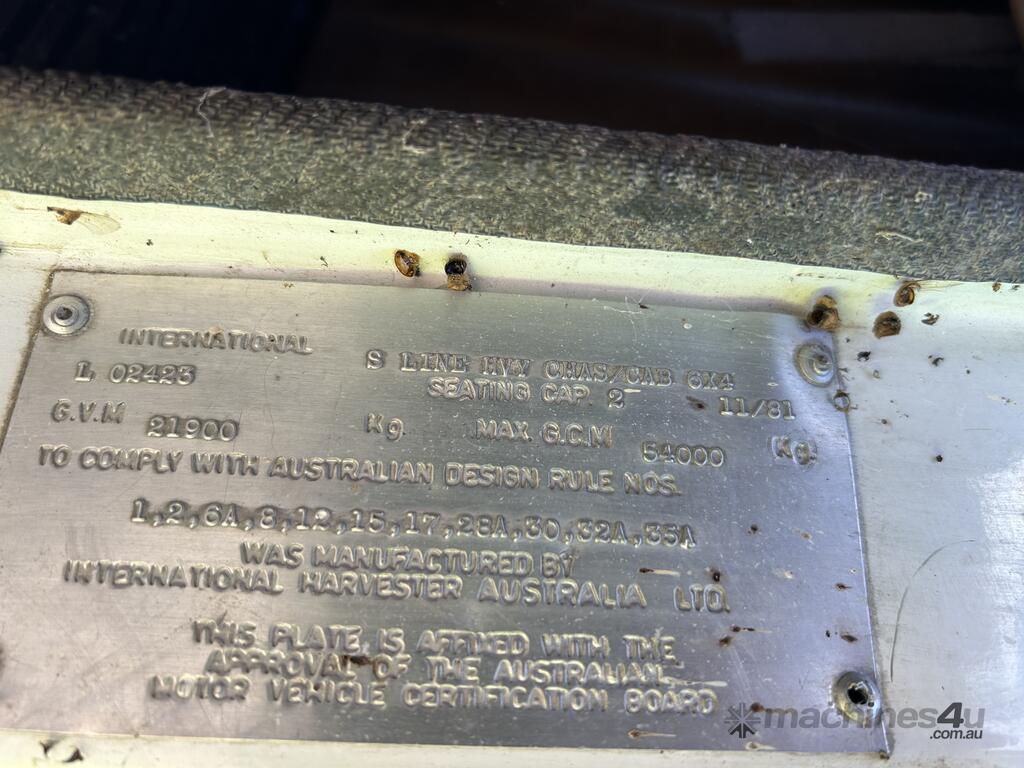 INTERNATIONAL
S LINE HVY CHAS/CAB 6X4
L 02423
SEATING CAP. 2 11/81
G.V.M 21900 Kg. MAX. G.C.M 54000 Kg.
TO COMPLY WITH AUSTRALIAN DESIGN RULE NOS.
1,2,6A,8,12,15,17,28A,30,32A,35A
WAS MANUFACTURED BY
INTERNATIONAL HARVESTER AUSTRALIA LTD.
THIS PLATE IS AFFIXED WITH THE
APPROVAL OF THE AUSTRALIAN
MOTOR VEHICLE CERTIFICATION BOARD
machines4u
.com.au